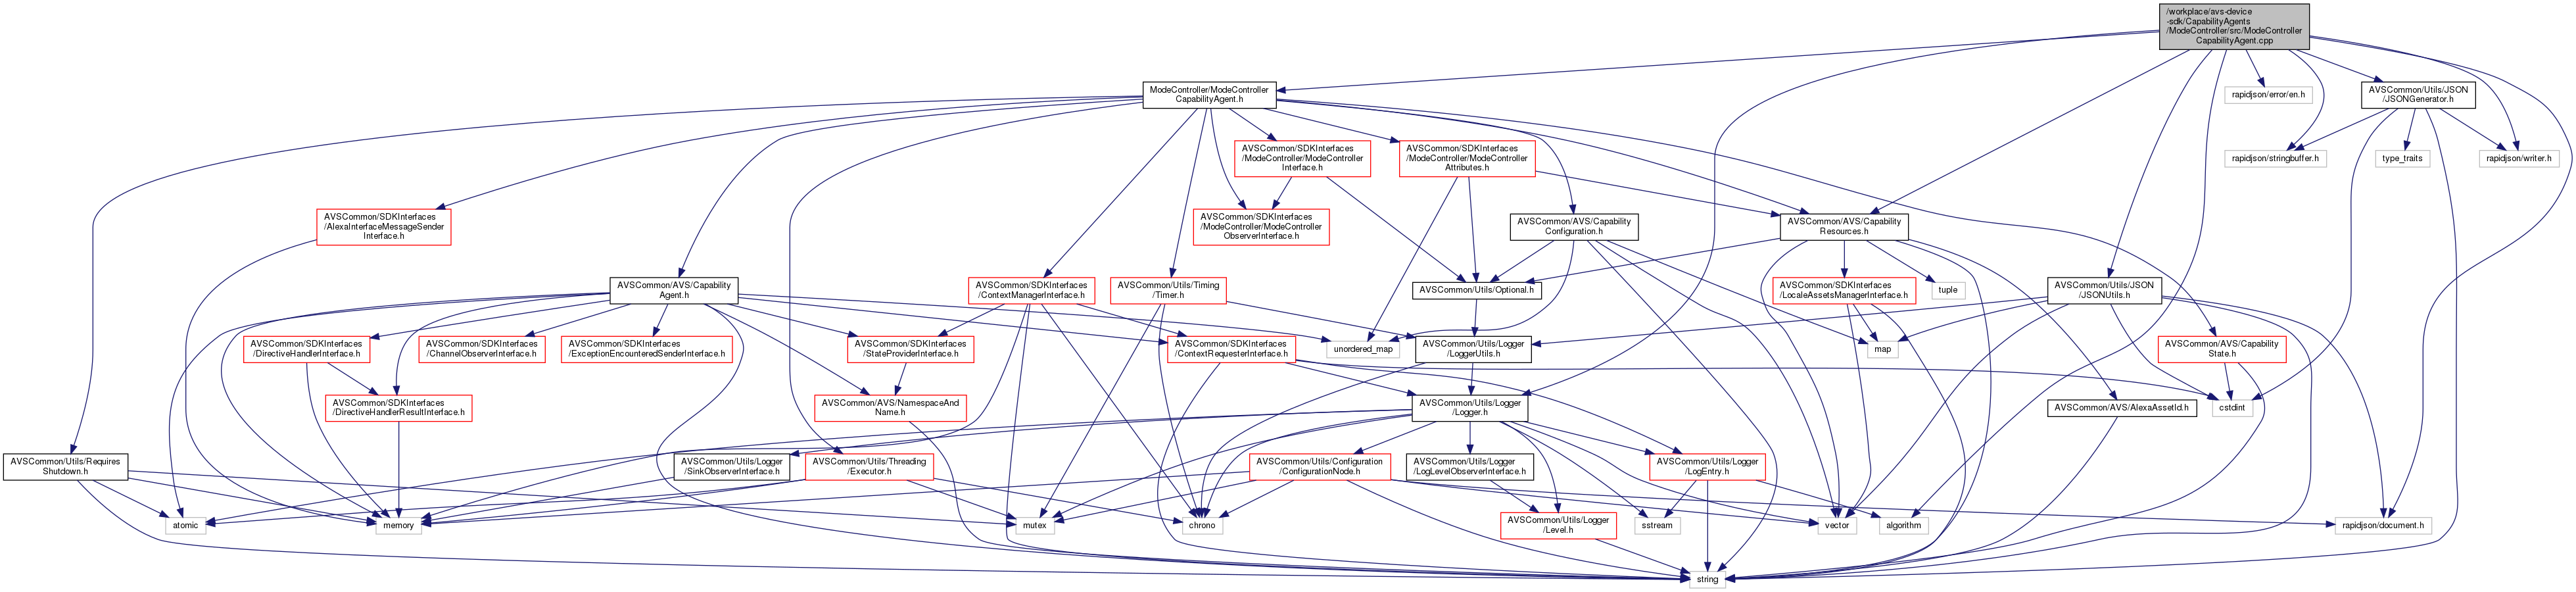 /workplace/avs-device
-sdk/CapabilityAgents
/ModeController/src/ModeController
CapabilityAgent.cpp
ModeController/ModeController
CapabilityAgent.h
rapidjson/error/en.h
AVSCommon/Utils/JSON
/JSONGenerator.h
AVSCommon/SDKInterfaces
/ModeController/ModeController
Interface.h
AVSCommon/SDKInterfaces
/ModeController/ModeController
Attributes.h
rapidjson/stringbuffer.h
type_traits
rapidjson/writer.h
AVSCommon/SDKInterfaces
/AlexaInterfaceMessageSender
Interface.h
AVSCommon/SDKInterfaces
/ModeController/ModeController
ObserverInterface.h
AVSCommon/AVS/Capability
Configuration.h
AVSCommon/AVS/Capability
Resources.h
AVSCommon/AVS/Capability
Agent.h
AVSCommon/SDKInterfaces
/ContextManagerInterface.h
AVSCommon/Utils/Timing
/Timer.h
AVSCommon/Utils/Optional.h
AVSCommon/SDKInterfaces
/LocaleAssetsManagerInterface.h
tuple
AVSCommon/Utils/JSON
/JSONUtils.h
AVSCommon/SDKInterfaces
/DirectiveHandlerInterface.h
AVSCommon/SDKInterfaces
/ChannelObserverInterface.h
AVSCommon/SDKInterfaces
/ExceptionEncounteredSenderInterface.h
AVSCommon/SDKInterfaces
/StateProviderInterface.h
AVSCommon/SDKInterfaces
/ContextRequesterInterface.h
unordered_map
AVSCommon/Utils/Logger
/LoggerUtils.h
map
AVSCommon/AVS/Capability
State.h
AVSCommon/SDKInterfaces
/DirectiveHandlerResultInterface.h
AVSCommon/AVS/NamespaceAnd
Name.h
AVSCommon/Utils/Logger
/Logger.h
AVSCommon/AVS/AlexaAssetId.h
cstdint
AVSCommon/Utils/Requires
Shutdown.h
AVSCommon/Utils/Logger
/SinkObserverInterface.h
AVSCommon/Utils/Threading
/Executor.h
AVSCommon/Utils/Configuration
/ConfigurationNode.h
AVSCommon/Utils/Logger
/LogLevelObserverInterface.h
AVSCommon/Utils/Logger
/LogEntry.h
atomic
memory
mutex
chrono
AVSCommon/Utils/Logger
/Level.h
sstream
vector
algorithm
rapidjson/document.h
string